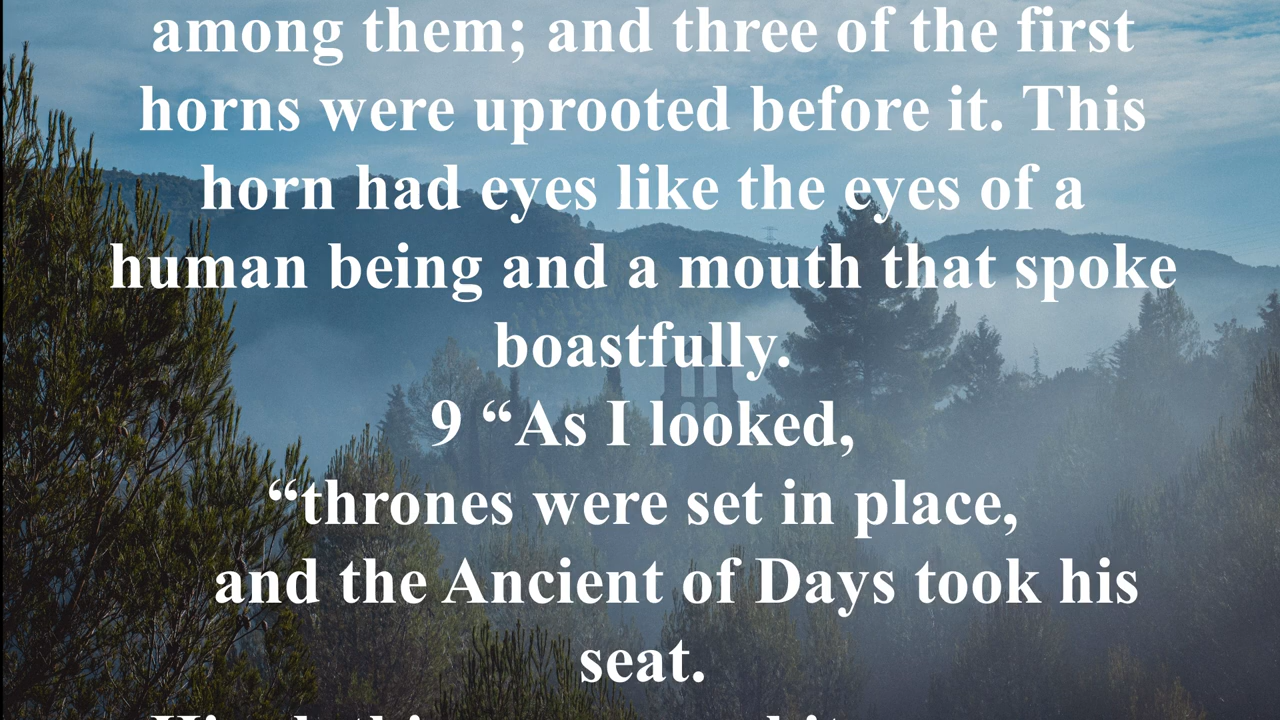 among them; and three of the first
horns were uprooted before it. This
horn had eyes like the eyes of a
human being and a mouth that spoke
boastfully.
9 “As I looked,
“thrones were set in place,
and the Ancient of Days took his
seat.